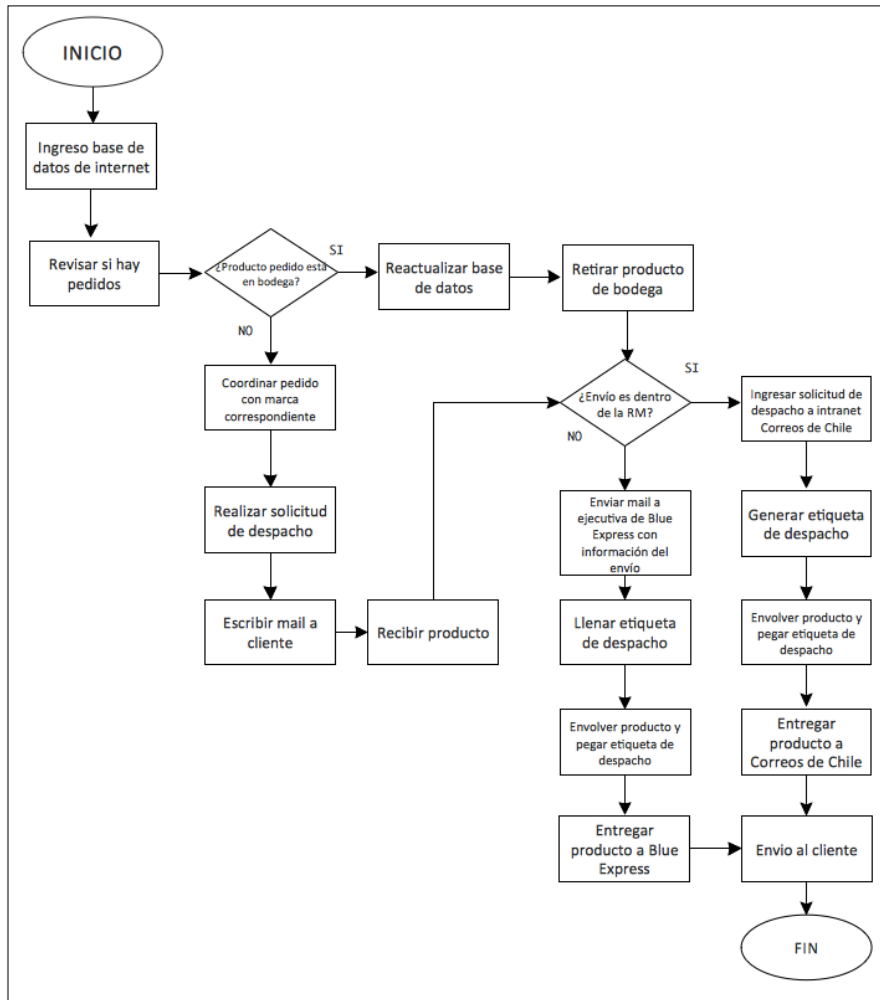 INICIO
Ingreso base de
datos de internet
Revisar si hay
pedidos
¿Producto pedido está
en bodega?
SI
NO
Reactualizar base
de datos
Retirar producto
de bodega
Coordinar pedido
con marca
correspondiente
Realizar solicitud
de despacho
Escribir mail a
cliente
Recibir producto
¿Envío es dentro
de la RM?
SI
NO
Ingresar solicitud de
despacho a intranet
Correos de Chile
Enviar mail a
ejecutiva de Blue
Express con
información del
envío
Generar etiqueta
de despacho
Llenar etiqueta
de despacho
Envolver producto y
pegar etiqueta de
despacho
Envolver producto y
pegar etiqueta de
despacho
Entregar
producto a
Correos de Chile
Entregar
producto a Blue
Express
Envio al cliente
FIN